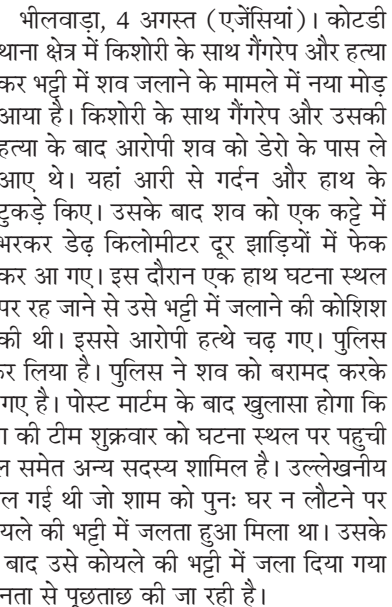 भीलवाड़ा, 4 अगस्त (एजेंसियां)। कोटडी
थाना क्षेत्र में किशोरी के साथ गैंगरेप और हत्या
कर भट्टी में शव जलाने के मामले में नया मोड़
आया है। किशोरी के साथ गैंगरेप और उसकी
हत्या के बाद आरोपी शव को डेरो के पास ले
आए थे। यहां आरी से गर्दन और हाथ के
टुकड़े किए। उसके बाद शव को एक कट्टे में
भरकर डेढ़ किलोमीटर दूर झाड़ियों में फेक
कर आ गए। इस दौरान एक हाथ घटना स्थल
पर रह जाने से उसे भट्टी में जलाने की कोशिश
की थी। इससे आरोपी हत्थे चढ़ गए। पुलिस
कर लिया है। पुलिस ने शव को बरामद करके
गए है। पोस्ट मार्टम के बाद खुलासा होगा कि
की टीम शुक्रवार को घटना स्थल पर पहुची
समेत अन्य सदस्य शामिल है। उल्लेखनीय
गई थी जो शाम को पुनः घर न लौटने पर
की भट्टी में जलता हुआ मिला था। उसके
बाद उसे कोयले की भट्टी में जला दिया गया
से पूछताछ की जा रही है।